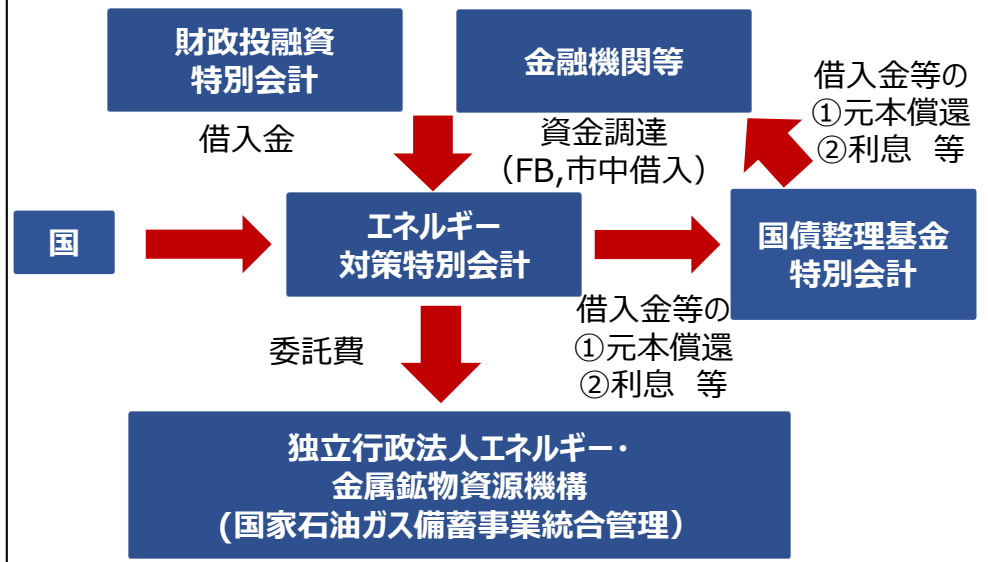 財政投融資
特別会計
金融機関等
借入金等の
①元本償還
②利息　等
借入金
資金調達
（FB,市中借入）
国
エネルギー
対策特別会計
国債整理基金
特別会計
借入金等の
①元本償還
②利息　等
委託費
独立行政法人エネルギー・
金属鉱物資源機構
(国家石油ガス備蓄事業統合管理）